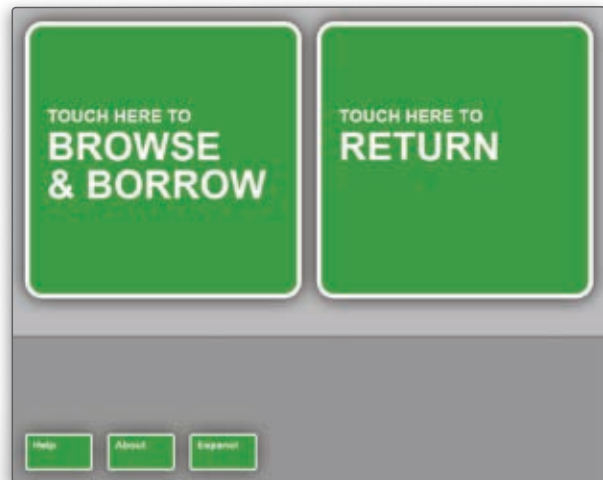 TOUCH HERE TO
BROWSE
& BORROW
TOUCH HERE TO
RETURN
Help
About
Espanol